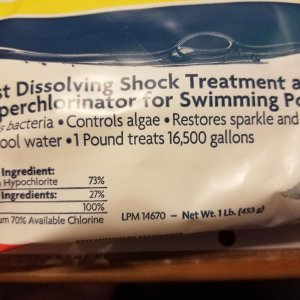 st Dissolving Shock Treatment a
perchlorinator for Swimming Po
s bacteria • Controls algae • Restores sparkle and
ool water • 1 Pound treats 16,500 gallons
Ingredient:
Hypochlorite 73%
Ingredients: 27%
100%
um 70% Available Chlorine LPM 14670 – Net Wt. 1 Lb. (453 g)